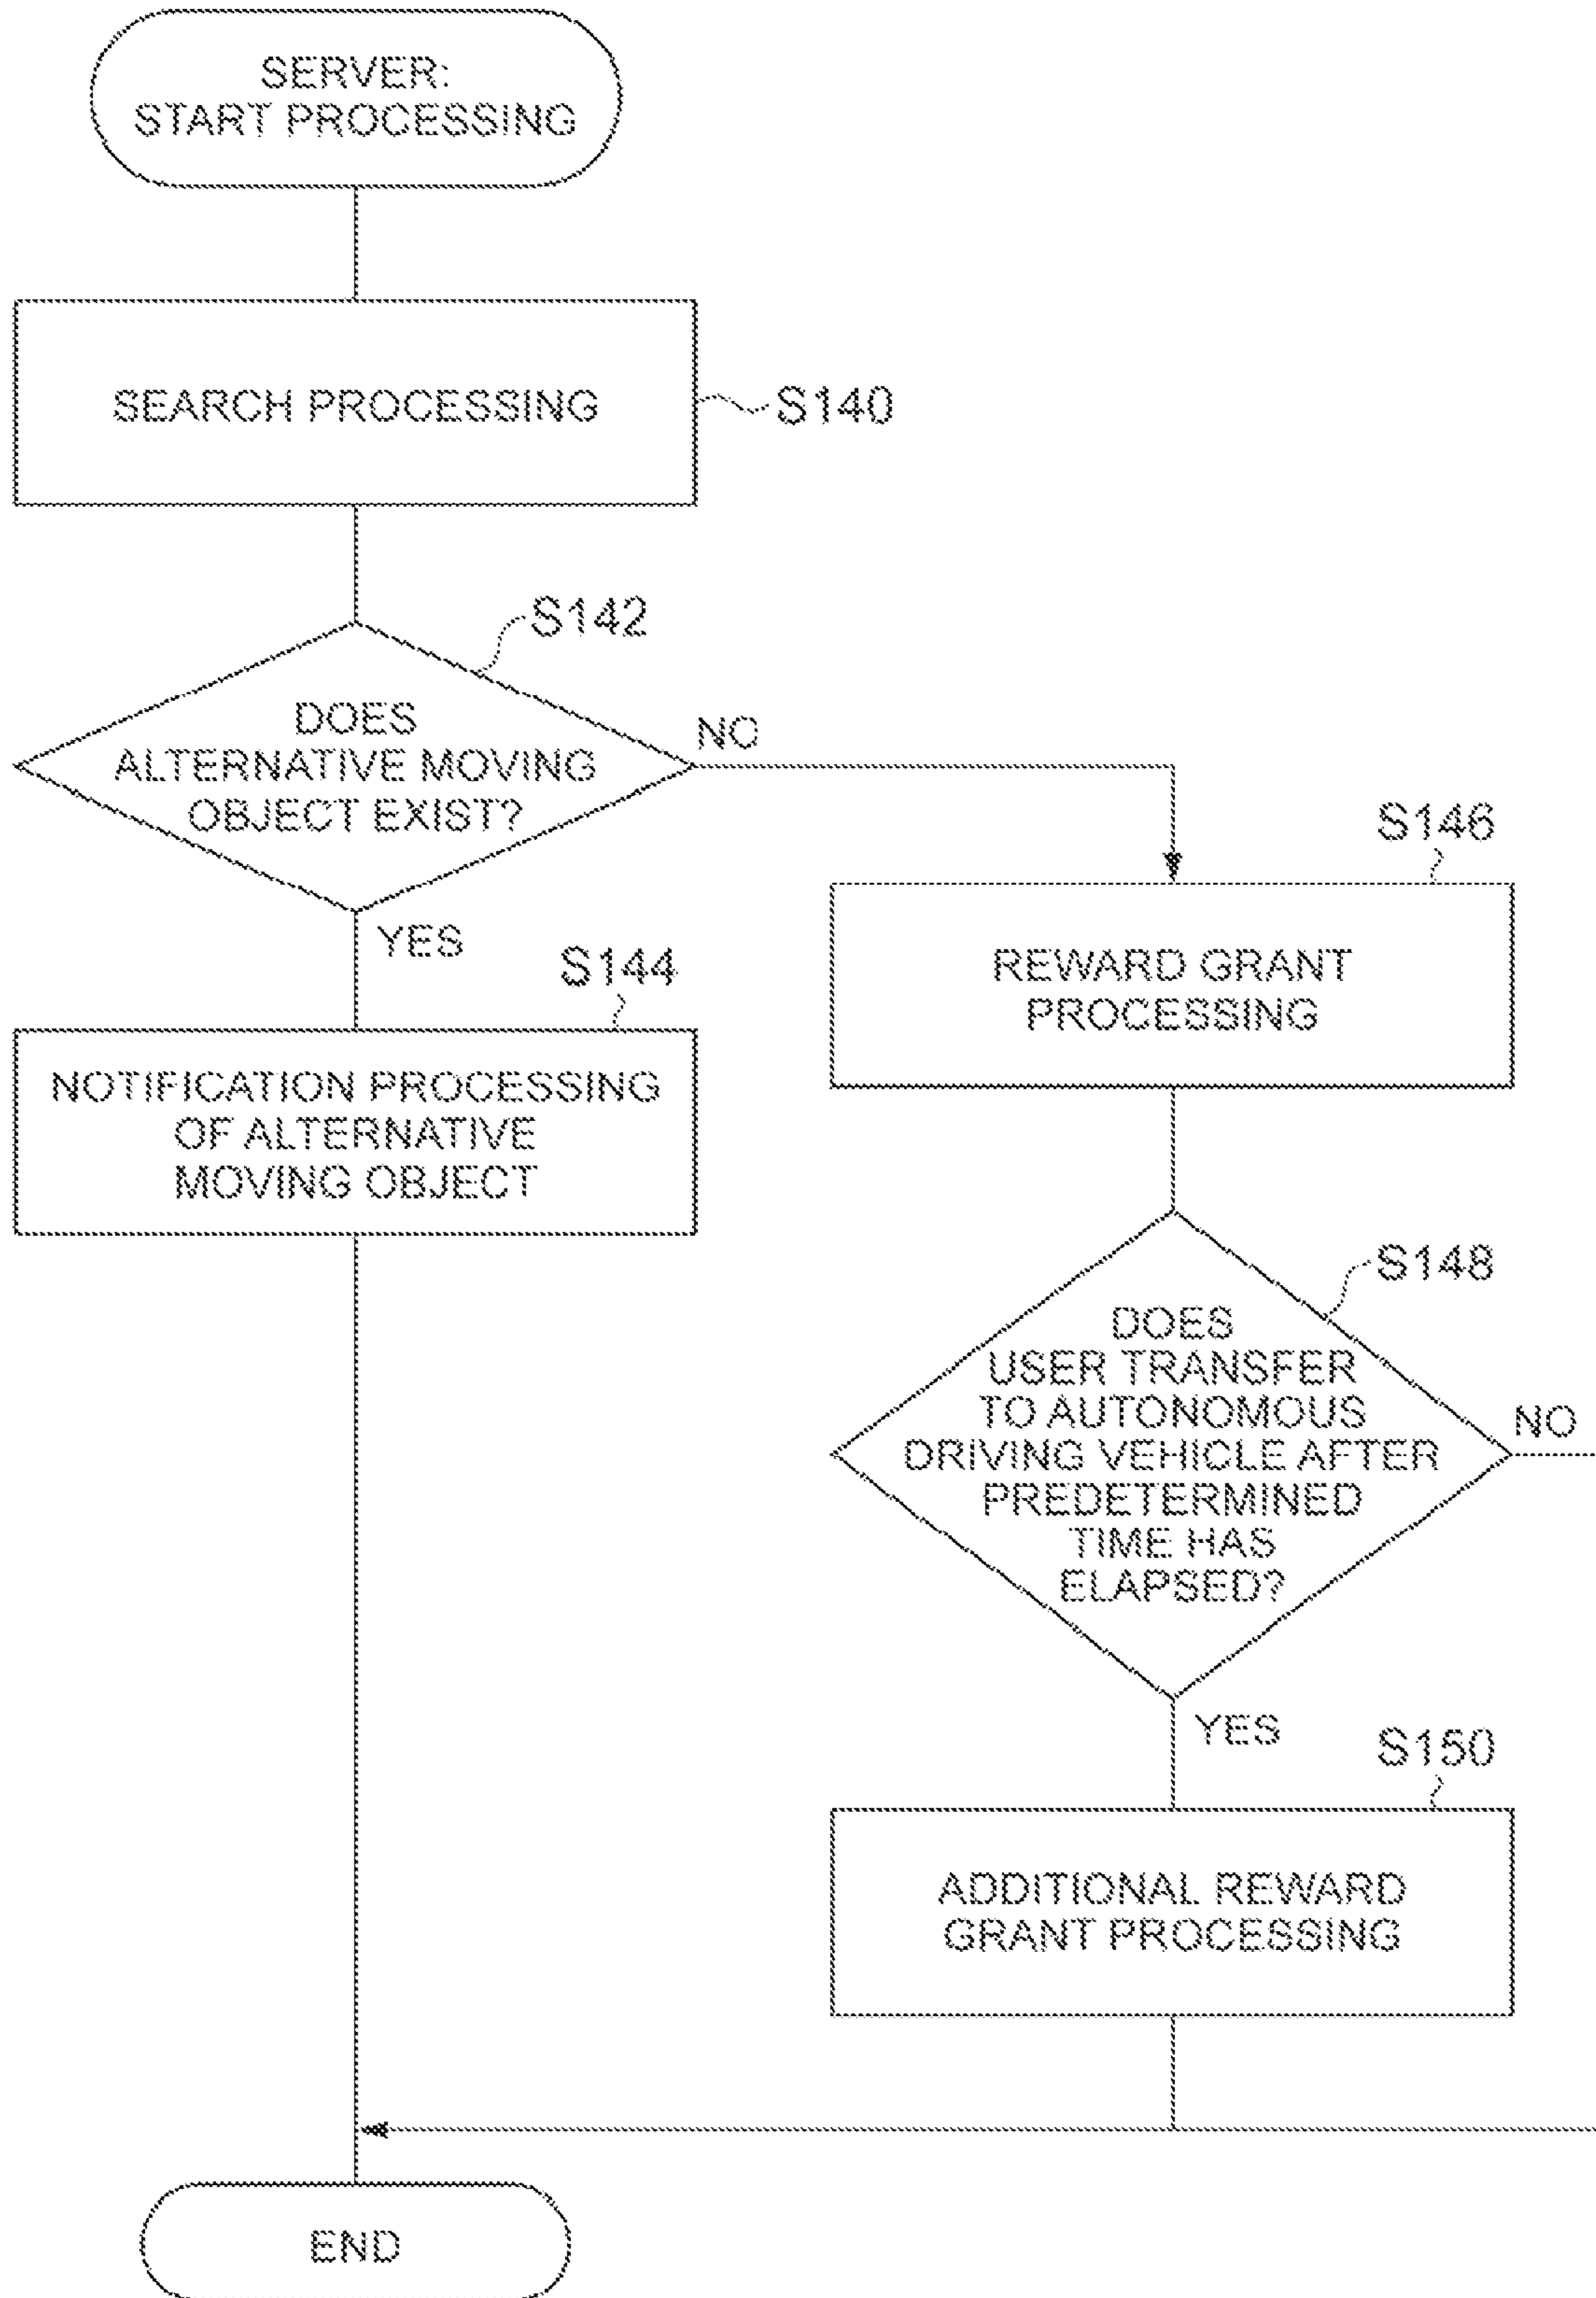 SERVER:
START PROCESSING
SEARCH PROCESSING
S140
S142
DOES
ALTERNATIVE MOVING
OBJECT EXIST?
NO
YES
S144
NOTIFICATION PROCESSING
OF ALTERNATIVE
MOVING OBJECT
S146
REWARD GRANT
PROCESSING
S148
DOES
USER TRANSFER
TO AUTONOMOUS
DRIVING VEHICLE AFTER
PREDETERMINED
TIME HAS
ELAPSED?
NO
YES
S150
ADDITIONAL REWARD
GRANT PROCESSING
END